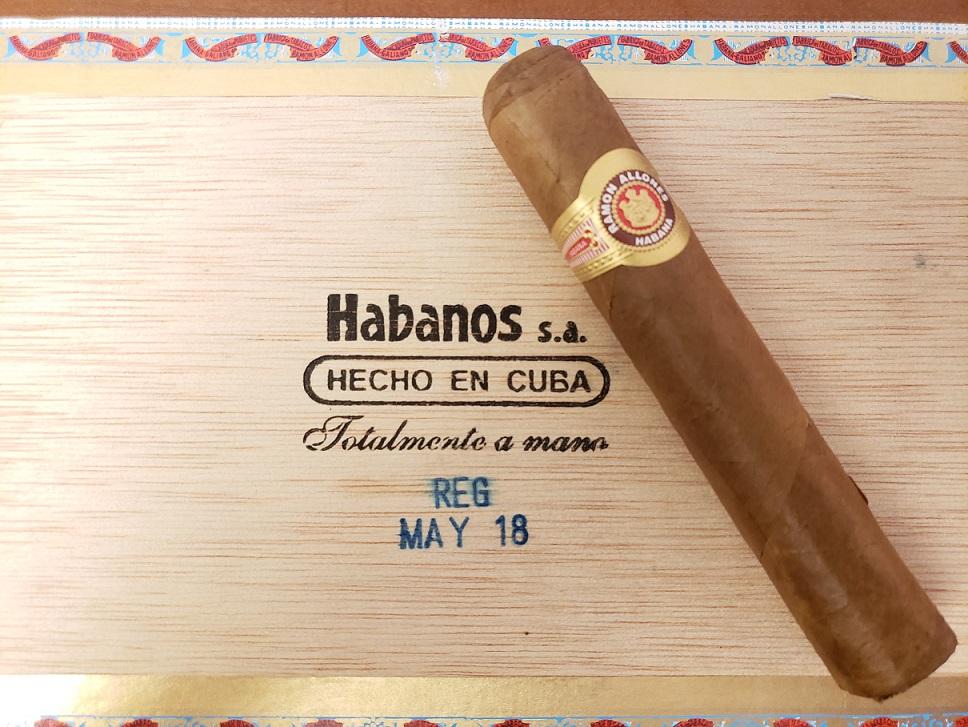 RAMON ALLONES
HABANA
Habanos s.a.
HECHO EN CUBA
Totalmente a mano
REG
MAY 18